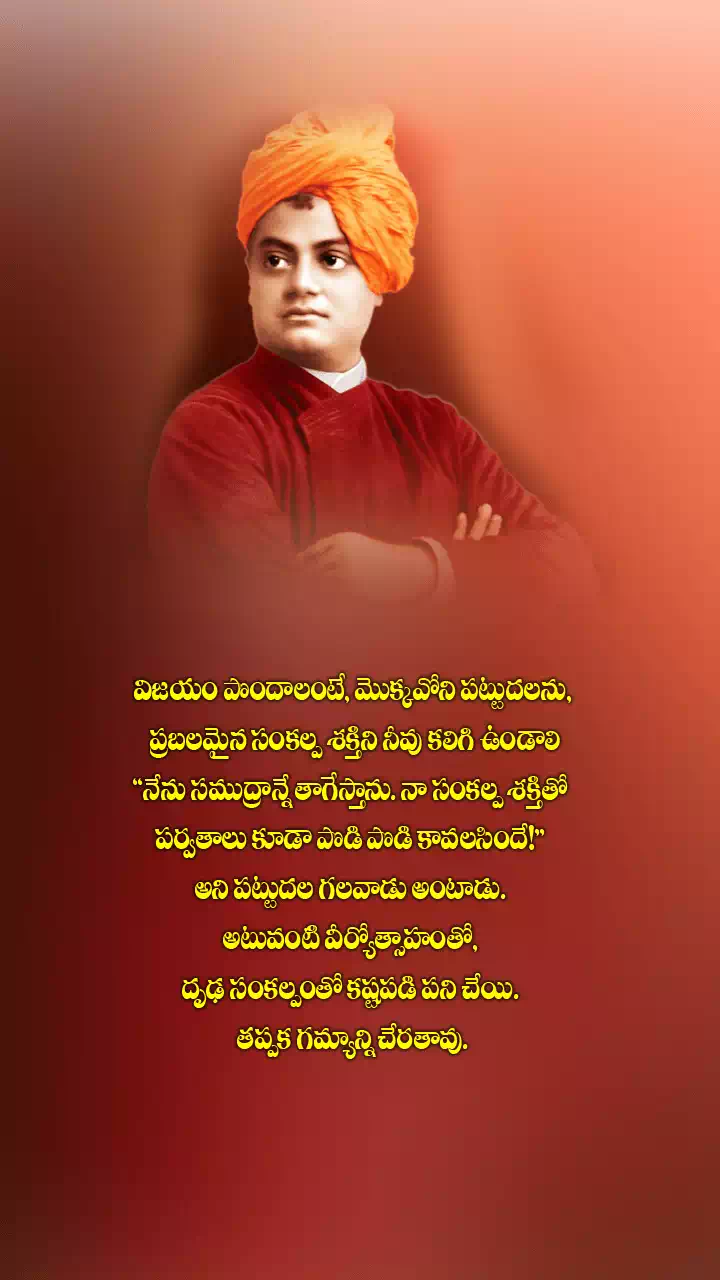 విజయం పొందాలంటే, మొక్కవోని పట్టుదలను,
ప్రబలమైన సంకల్ప శక్తిని నీవు కలిగి ఉండాలి
“నేను సముద్రాన్నే తాగేస్తాను. నా సంకల్ప శక్తితో
పర్వతాలు కూడా పొడి పొడి కావలసిందే!”
అని పట్టుదల గలవాడు అంటాడు.
అటువంటి వీర్యోత్సాహంతో,
దృఢ సంకల్పంతో కష్టపడి పని చేయి.
తప్పక గమ్యాన్ని చేరతావు.